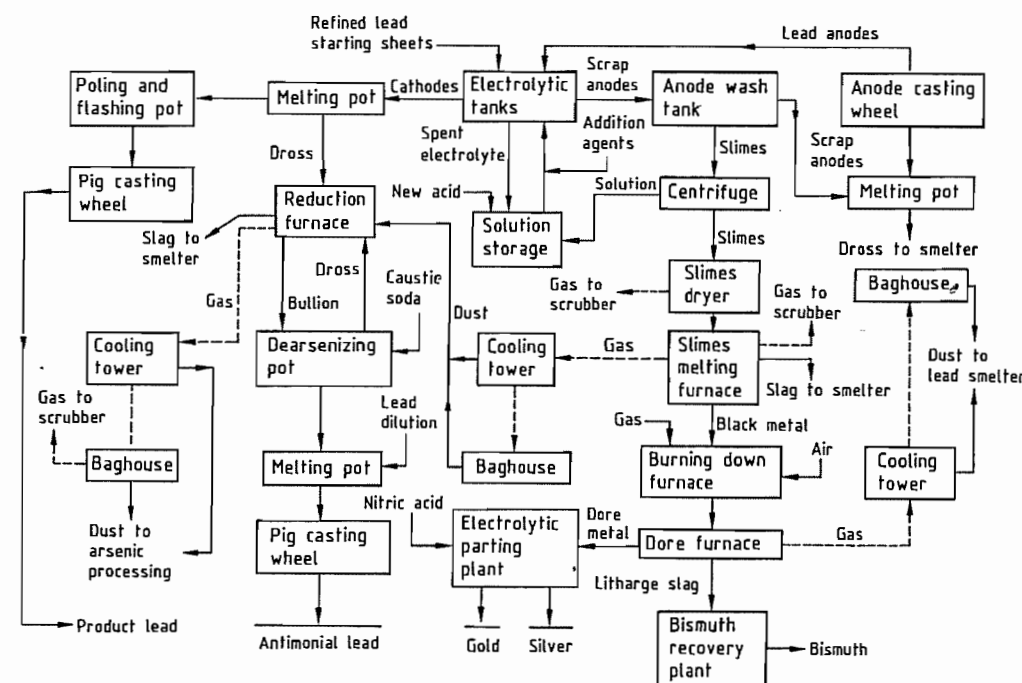 Refined lead
starting sheets
Lead anodes
Poling and
flashing pot
Melting pot
Cathodes
Electrolytic
tanks
Scrap
anodes
Anode wash
tank
Anode casting
wheel
Dross
Spent
electrolyte
Addition
agents
Slimes
Scrap
anodes
Pig casting
wheel
Reduction
furnace
New acid
Solution
storage
Solution
Centrifuge
Melting pot
Slag to
smelter
Slimes
Dross to smelter
Gas
Bullion
Dross
Caustic
soda
Dust
Gas to
scrubber
Slimes
dryer
Gas to
scrubber
Baghouse
Cooling
tower
Dearsenizing
pot
Cooling
tower
Gas
Slimes
melting
furnace
Slag to smelter
Dust to
lead smelter
Gas to
scrubber
Lead
dilution
Black metal
Gas
Air
Baghouse
Melting pot
Baghouse
Burning down
furnace
Cooling
tower
Dust to
arsenic
processing
Pig casting
wheel
Nitric acid
Electrolytic
parting
plant
Dore
metal
Dore furnace
Gas
Litharge slag
Product lead
Antimonial lead
Gold
Silver
Bismuth
recovery
plant
Bismuth